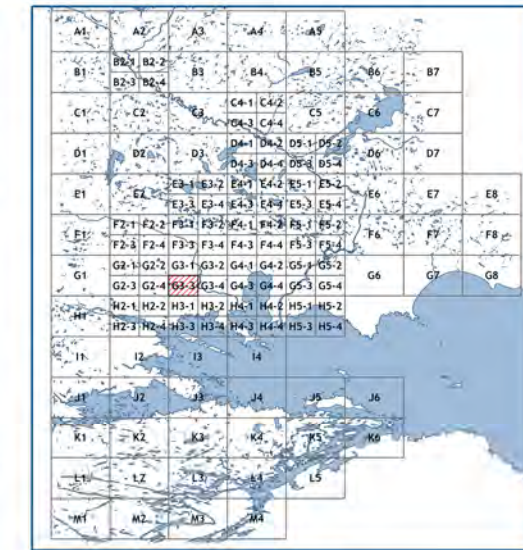 A1 A2 A3 A4 A5
B2-1 B2-2
B1 B3 B4 B5 B6 B7
B2-3 B2-4
C4-1 C4-2
C1 C2 C3 C5 C6 C7
C4-3 C4-4
D4-1 D4-2 D5-1 D5-2
D1 D2 D3 D6 D7
D4-3 D4-4 D5-3 D5-4
E3-1 E3-2 E4-1 E4-2 E5-1 E5-2
E1 E2 E6 E7 E8
E3-3 E3-4 E4-3 E4-4 E5-3 E5-4
F2-1 F2-2 F3-1 F3-2 F4-1 F4-2 F5-1 F5-2
F1 F6 F7 F8
F2-3 F2-4 F3-3 F3-4 F4-3 F4-4 F5-3 F5-4
G2-1 G2-2 G3-1 G3-2 G4-1 G4-2 G5-1 G5-2
G1 G6 G7 G8
G2-3 G2-4 G3-3 G3-4 G4-3 G4-4 G5-3 G5-4
H2-1 H2-2 H3-1 H3-2 H4-1 H4-2 H5-1 H5-2
H1
H2-3 H2-4 H3-3 H3-4 H4-3 H4-4 H5-3 H5-4
I1 I2 I3 I4
J1 J2 J3 J4 J5 J6
K1 K2 K3 K4 K5 K6
L1 L2 L3 L4 L5
M1 M2 M3 M4